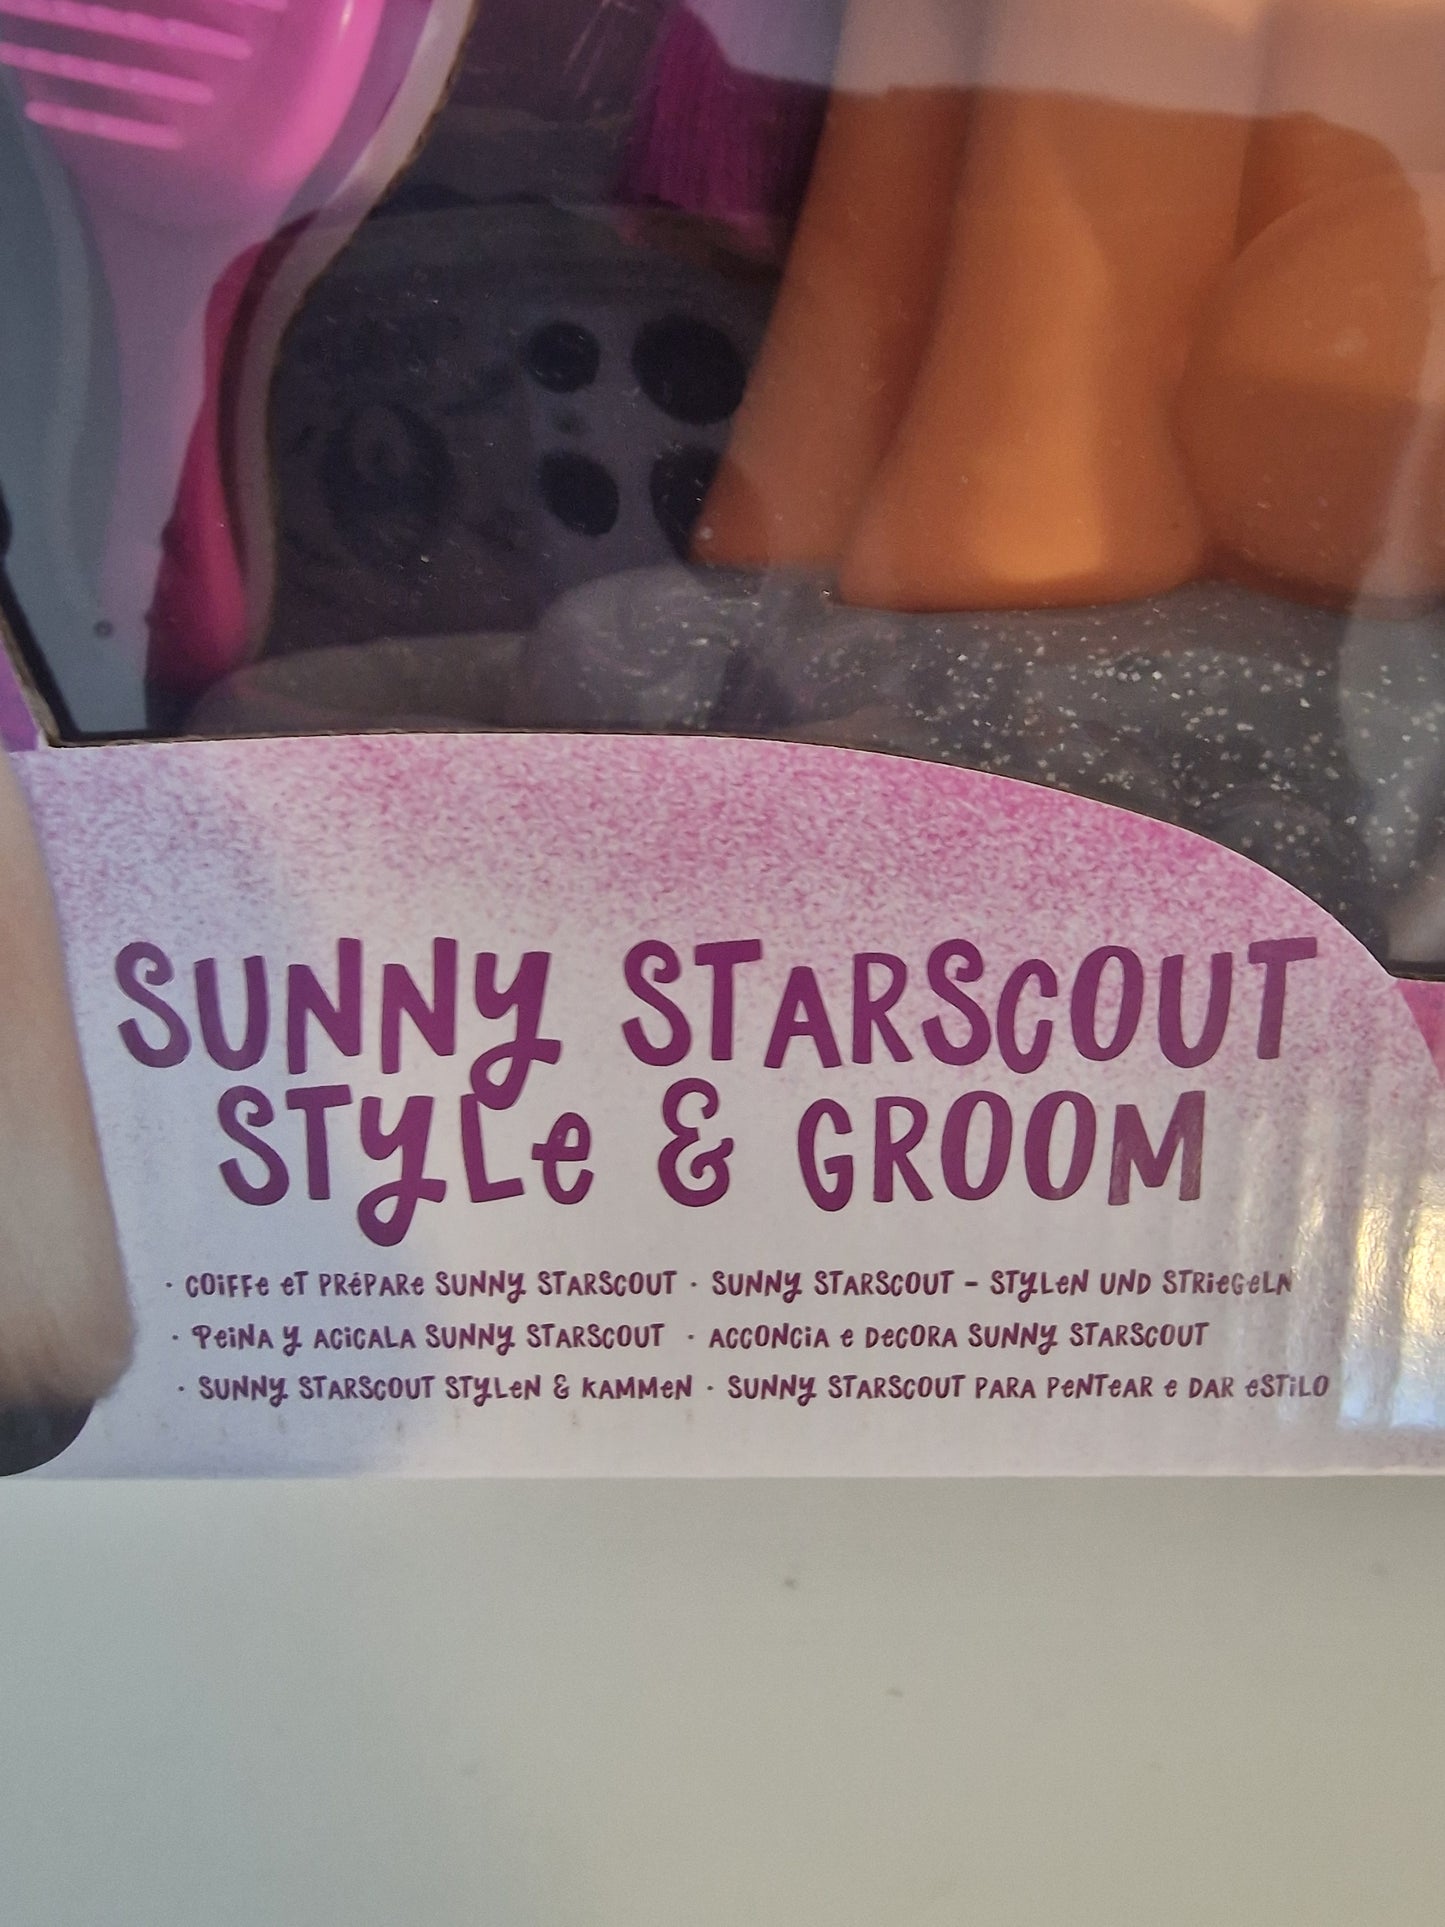 SUNNY STARSCOUT
STYLe & GROOM
· COiFFe eT PRéPARe SUNNY STARSCOUT · SUNNY STARSCOUT – STYLeN UND STRieGeLN
· PeiNA Y ACiCALA SUNNY STARSCOUT · ACCONCiA e DeCORA SUNNY STARSCOUT
· SUNNY STARSCOUT STYLeN & KAMMeN · SUNNY STARSCOUT PARA PeNTeAR e DAR eSTiLO